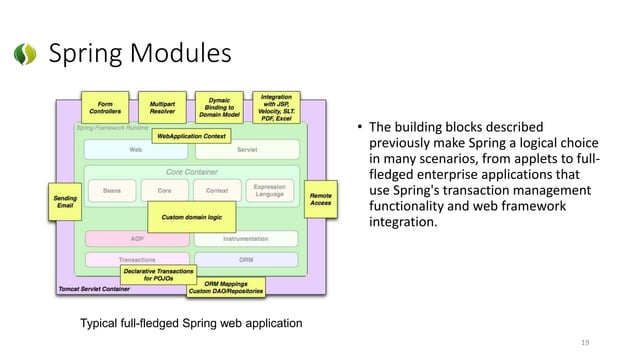 Spring Modules
Form
Controllers
Multipart
Resolver
Dymaic
Binding to
Domain Model
Integration
with JSP,
Velocity, SLT.
PDF, Excel
Spring Framework Runtime
WebApplication Context
Web
Servlet
Core Container
Beans
Core
Context
Expression
Language
Sending
Email
Remote
Access
Custom domain logic
AOP
Instrumentation
Transactions
ORM
Declarative Transactions
for POJOs
ORM Mappings
Custom DAO/Repositories
Tomcat Servlet Container
Typical full-fledged Spring web application
• The building blocks described
previously make Spring a logical choice
in many scenarios, from applets to full-
fledged enterprise applications that
use Spring's transaction management
functionality and web framework
integration.
19